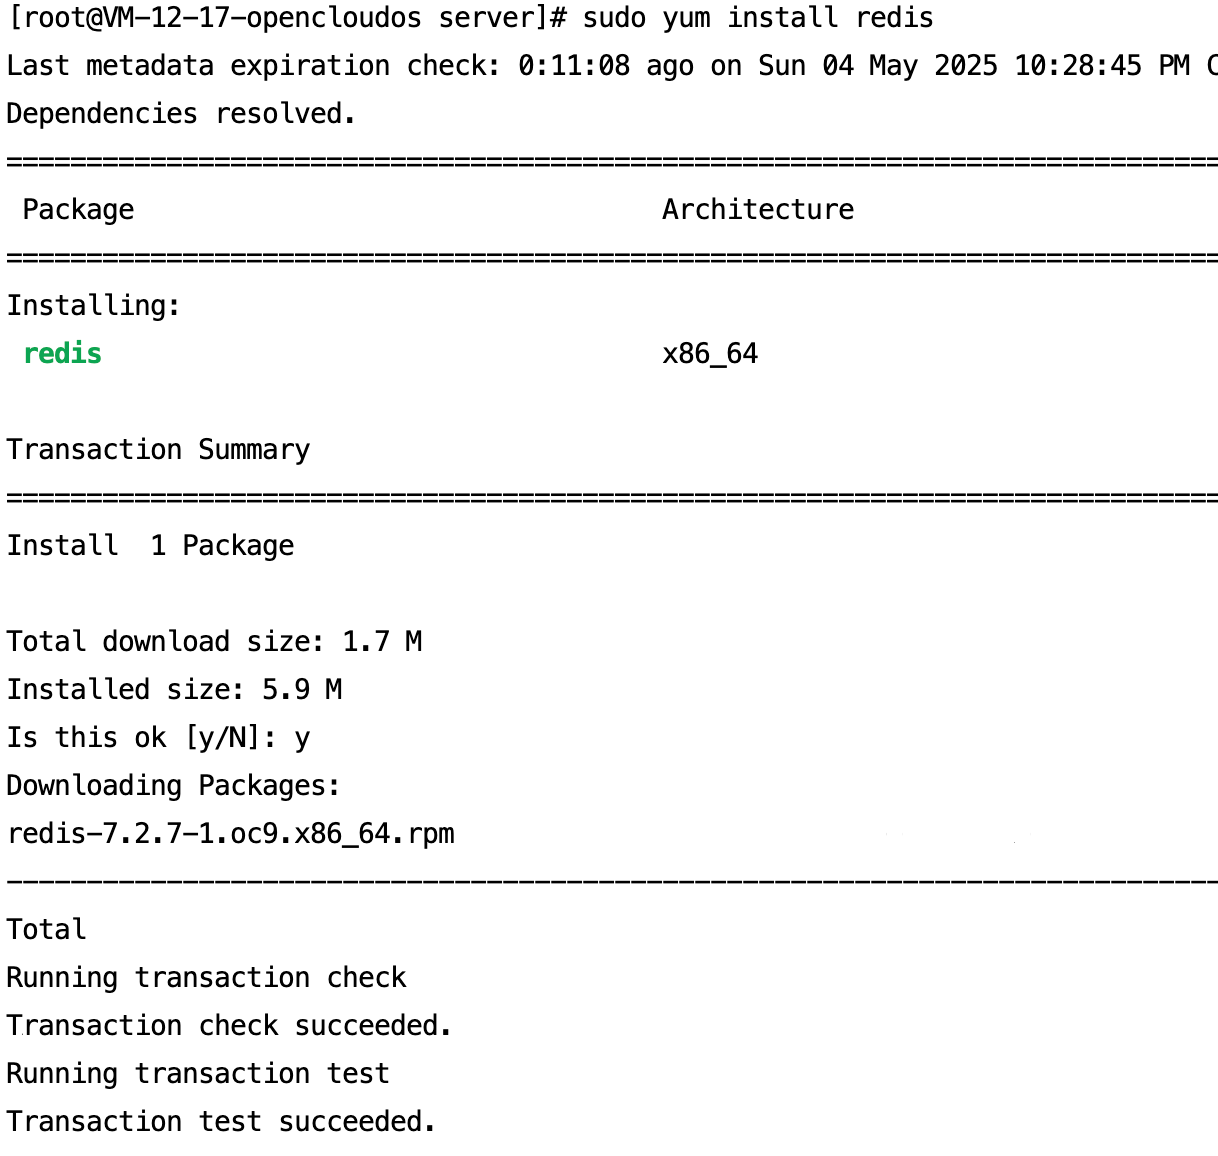 [root@VM-12-17-opencloudos server]# sudo yum install redis
Last metadata expiration check: 0:11:08 ago on Sun 04 May 2025 10:28:45 PM C
Dependencies resolved.
================================================================================
Package Architecture
================================================================================
Installing:
redis x86_64
Transaction Summary
================================================================================
Install  1 Package
Total download size: 1.7 M
Installed size: 5.9 M
Is this ok [y/N]: y
Downloading Packages:
redis-7.2.7-1.oc9.x86_64.rpm
--------------------------------------------------------------------------------
Total
Running transaction check
Transaction check succeeded.
Running transaction test
Transaction test succeeded.